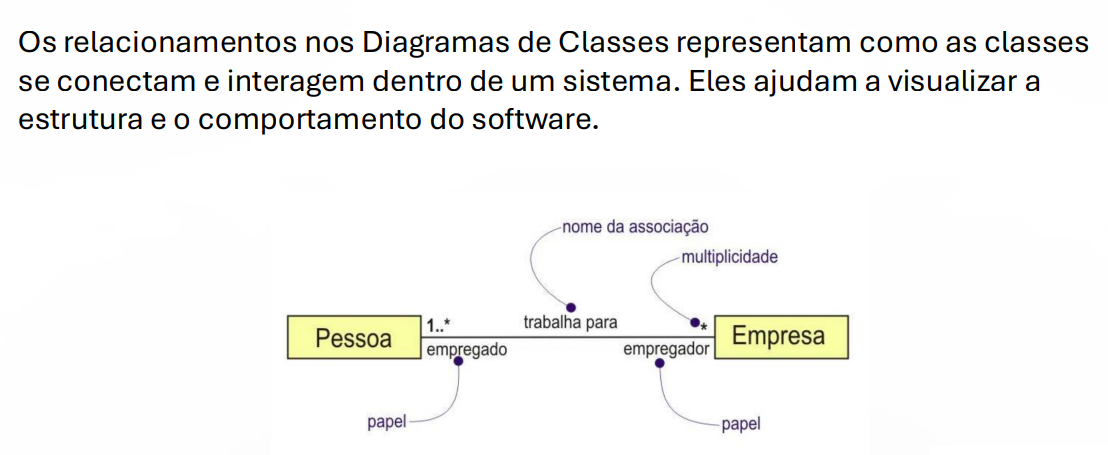 Os relacionamentos nos Diagramas de Classes representam como as classes
se conectam e interagem dentro de um sistema. Eles ajudam a visualizar a
estrutura e o comportamento do software.
nome da associação
multiplicidade
Pessoa 1..* trabalha para * Empresa
empregado empregador
papel papel